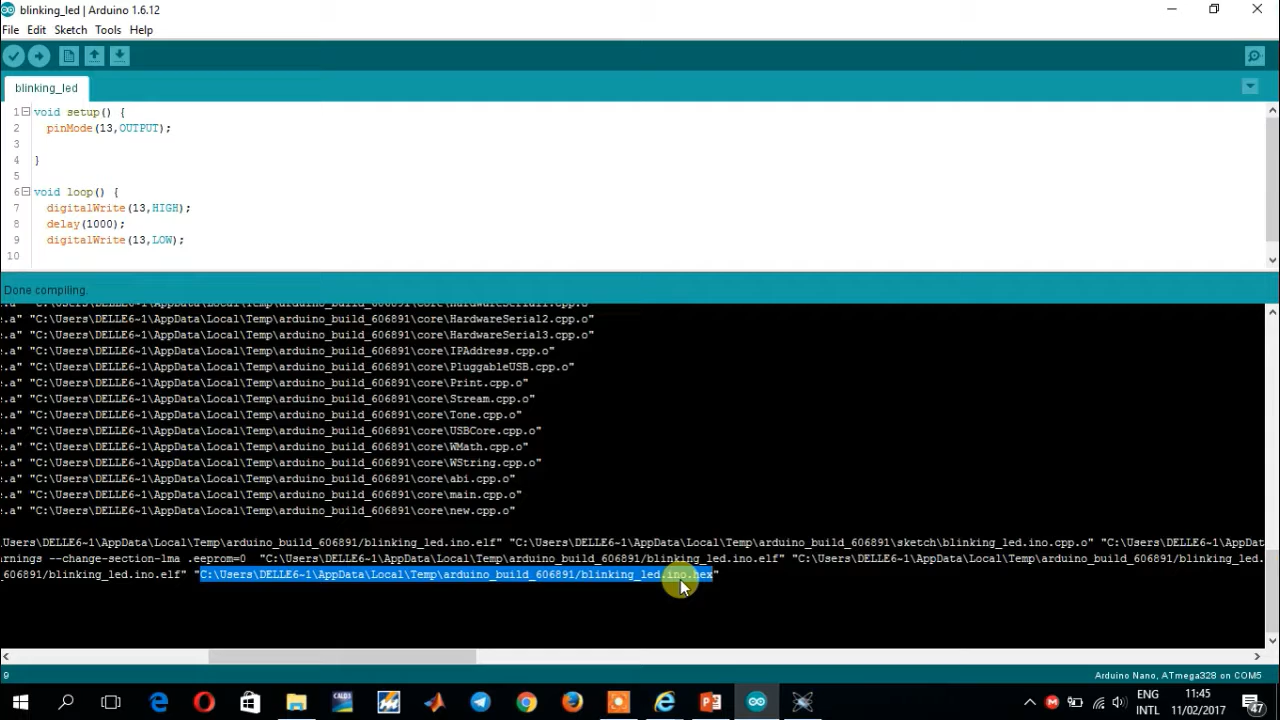 blinking_led | Arduino 1.6.12
File Edit Sketch Tools Help
blinking_led
1 void setup() {
2 pinMode(13,OUTPUT);
3
4 }
5
6 void loop() {
7 digitalWrite(13,HIGH);
8 delay(1000);
9 digitalWrite(13,LOW);
10
Done compiling.
e.a" "C:\Users\DELLE6~1\AppData\Local\Temp\arduino_build_606891\core\HardwareSerial1.cpp.o"
e.a" "C:\Users\DELLE6~1\AppData\Local\Temp\arduino_build_606891\core\HardwareSerial2.cpp.o"
e.a" "C:\Users\DELLE6~1\AppData\Local\Temp\arduino_build_606891\core\HardwareSerial3.cpp.o"
e.a" "C:\Users\DELLE6~1\AppData\Local\Temp\arduino_build_606891\core\IPAddress.cpp.o"
e.a" "C:\Users\DELLE6~1\AppData\Local\Temp\arduino_build_606891\core\PluggableUSB.cpp.o"
e.a" "C:\Users\DELLE6~1\AppData\Local\Temp\arduino_build_606891\core\Print.cpp.o"
e.a" "C:\Users\DELLE6~1\AppData\Local\Temp\arduino_build_606891\core\Stream.cpp.o"
e.a" "C:\Users\DELLE6~1\AppData\Local\Temp\arduino_build_606891\core\Tone.cpp.o"
e.a" "C:\Users\DELLE6~1\AppData\Local\Temp\arduino_build_606891\core\USBCore.cpp.o"
e.a" "C:\Users\DELLE6~1\AppData\Local\Temp\arduino_build_606891\core\WMath.cpp.o"
e.a" "C:\Users\DELLE6~1\AppData\Local\Temp\arduino_build_606891\core\WString.cpp.o"
e.a" "C:\Users\DELLE6~1\AppData\Local\Temp\arduino_build_606891\core\abi.cpp.o"
e.a" "C:\Users\DELLE6~1\AppData\Local\Temp\arduino_build_606891\core\main.cpp.o"
e.a" "C:\Users\DELLE6~1\AppData\Local\Temp\arduino_build_606891\core\new.cpp.o"
Users\DELLE6~1\AppData\Local\Temp\arduino_build_606891/blinking_led.ino.elf" "C:\Users\DELLE6~1\AppData\Local\Temp\arduino_build_606891\sketch\blinking_led.ino.cpp.o" "C:\Users\DELLE6~1\AppDat
rnings --change-section-lma .eeprom=0 "C:\Users\DELLE6~1\AppData\Local\Temp\arduino_build_606891/blinking_led.ino.elf" "C:\Users\DELLE6~1\AppData\Local\Temp\arduino_build_606891/blinking_led.
_606891/blinking_led.ino.elf" "C:\Users\DELLE6~1\AppData\Local\Temp\arduino_build_606891/blinking_led.ino.hex"
9 Arduino Nano, ATmega328 on COM5
ENG 11:45
INTL 11/02/2017 47